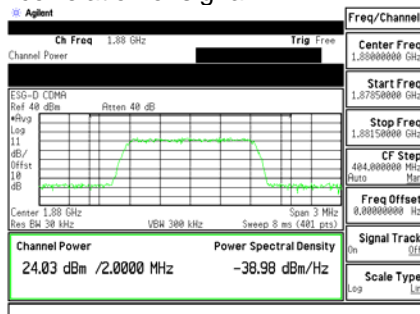 Agilent
Freq/Channel
Ch Freq 1.88 GHz Trig Free
Channel Power
Center Freq
1.88000000 GHz
Start Freq
1.87850000 GHz
Stop Freq
1.88150000 GHz
CF Step
404.000000 MHz
Auto Man
Freq Offset
0.00000000 Hz
Signal Track
On Off
Scale Type
Log Lin
ESG-D CDMA
Ref 40 dBm Atten 40 dB
#Avg
Log
11
dB/
Offst
10
dB
Center 1.88 GHz Span 3 MHz
Res BW 30 kHz VBW 300 kHz Sweep 8 ms (401 pts)
Channel Power Power Spectral Density
24.03 dBm /2.0000 MHz -38.98 dBm/Hz